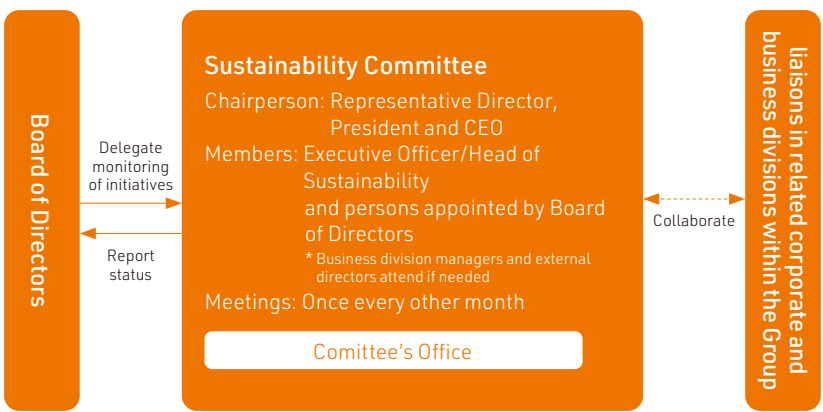 Board of Directors
Delegate
monitoring
of initiatives
Report
status
Sustainability Committee
Chairperson: Representative Director,
President and CEO
Members: Executive Officer/Head of
Sustainability
and persons appointed by Board
of Directors
* Business division managers and external
directors attend if needed
Meetings: Once every other month
Comittee's Office
Collaborate
liaisons in related corporate and
business divisions within the Group